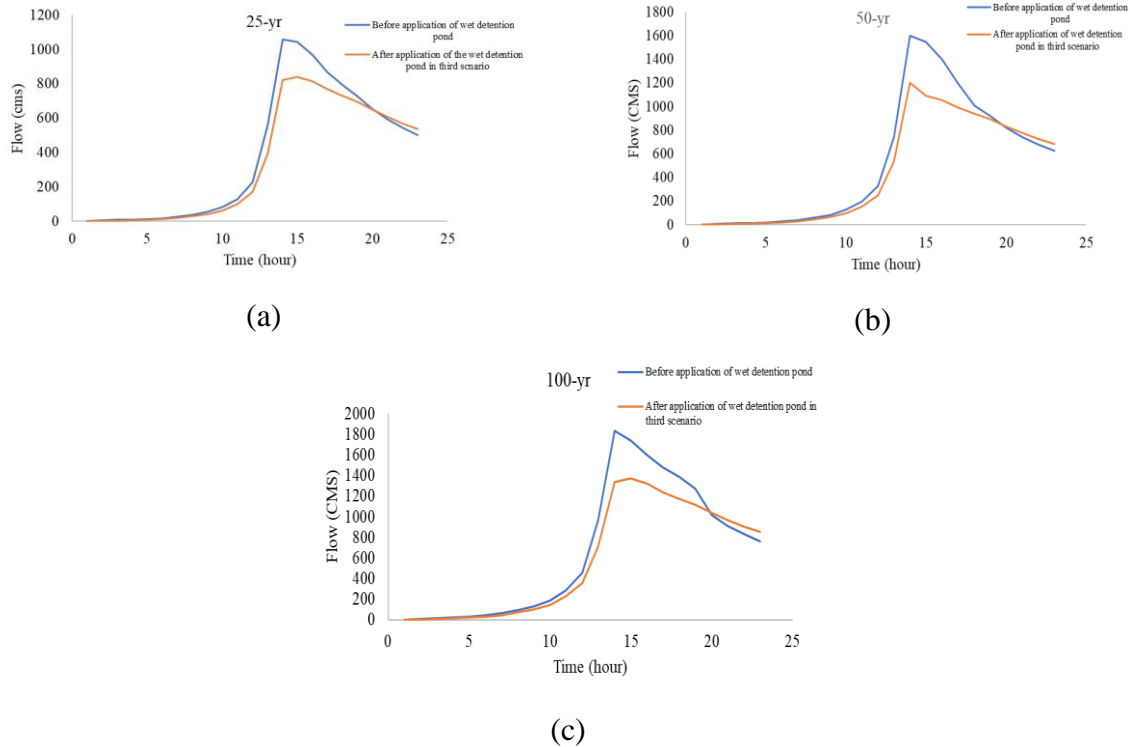 25-yr
Before application of wet detention
pond
After application of the wet detention
pond in third scnario
1200
1000
800
600
400
200
0
Flow (cms)
0 5 10 15 20 25
Time (hour)
(a)
50-yr
Before application of wet detention
pond
After application of wet detention
pond in third scenario
1800
1600
1400
1200
1000
800
600
400
200
0
Flow (CMS)
0 5 10 15 20 25
Time (hour)
(b)
100-yr
Before application of wet detention pond
After application of wet detention pond in
third scenario
2000
1800
1600
1400
1200
1000
800
600
400
200
0
Flow (CMS)
0 5 10 15 20 25
Time (hour)
(c)